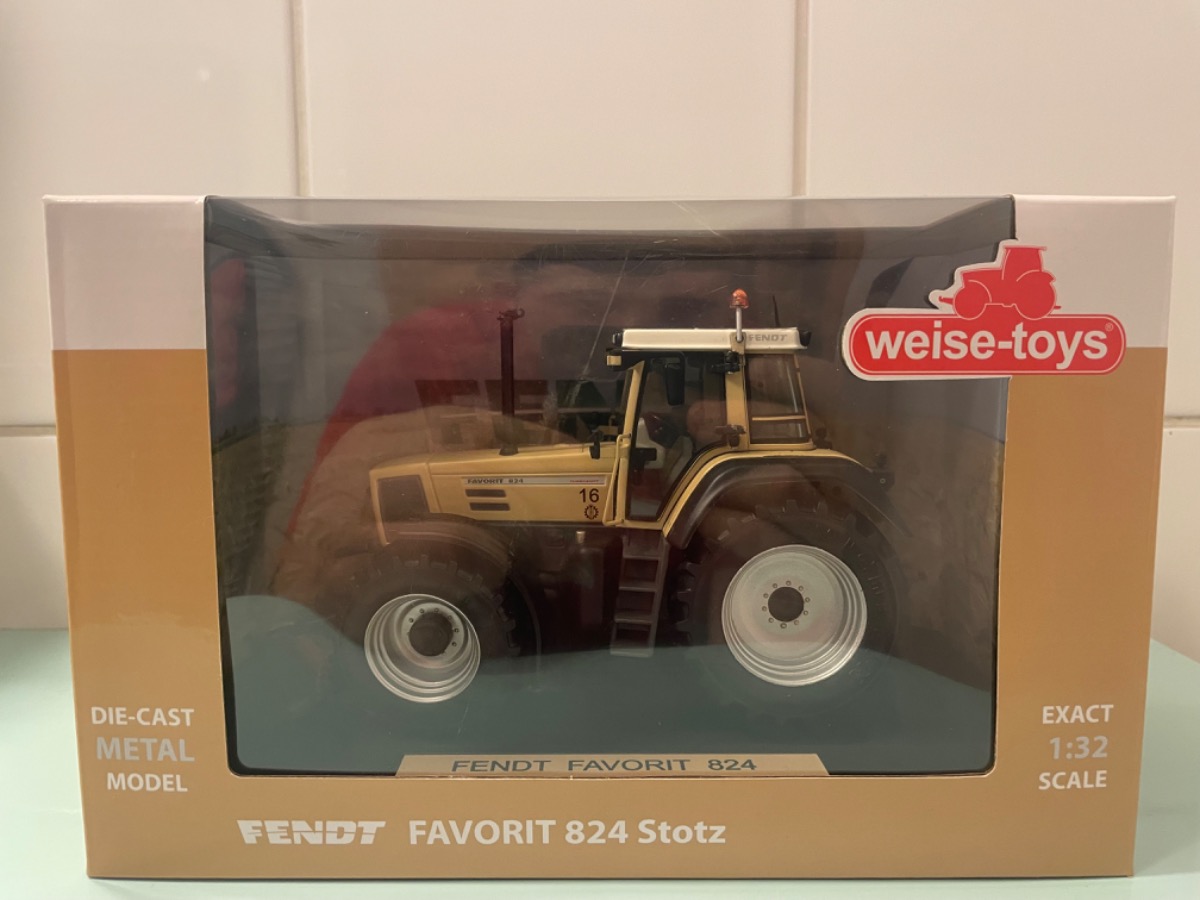 weise-toys®
FENDT
FAVORIT 824
16
DIE-CAST
METAL
MODEL
EXACT
1:32
SCALE
FENDT FAVORIT 824
FENDT FAVORIT 824 Stotz